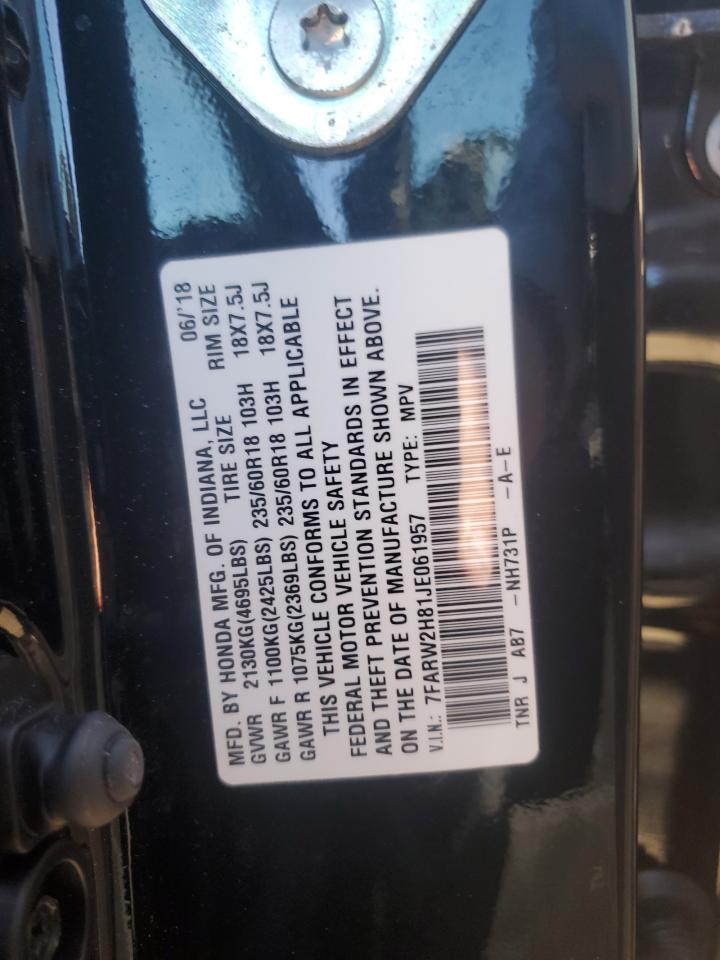 MFD. BY HONDA MFG. OF INDIANA, LLC 06/'18
GVWR 2130KG(4695LBS) TIRE SIZE RIM SIZE
GAWR F 1100KG(2425LBS) 235/60R18 103H 18X7.5J
GAWR R 1075KG(2369LBS) 235/60R18 103H 18X7.5J
THIS VEHICLE CONFORMS TO ALL APPLICABLE
FEDERAL MOTOR VEHICLE SAFETY
AND THEFT PREVENTION STANDARDS IN EFFECT
ON THE DATE OF MANUFACTURE SHOWN ABOVE.
V.I.N.: 7FARW2H81JE061957 TYPE: MPV
TNR J AB7 -NH731P -A-E